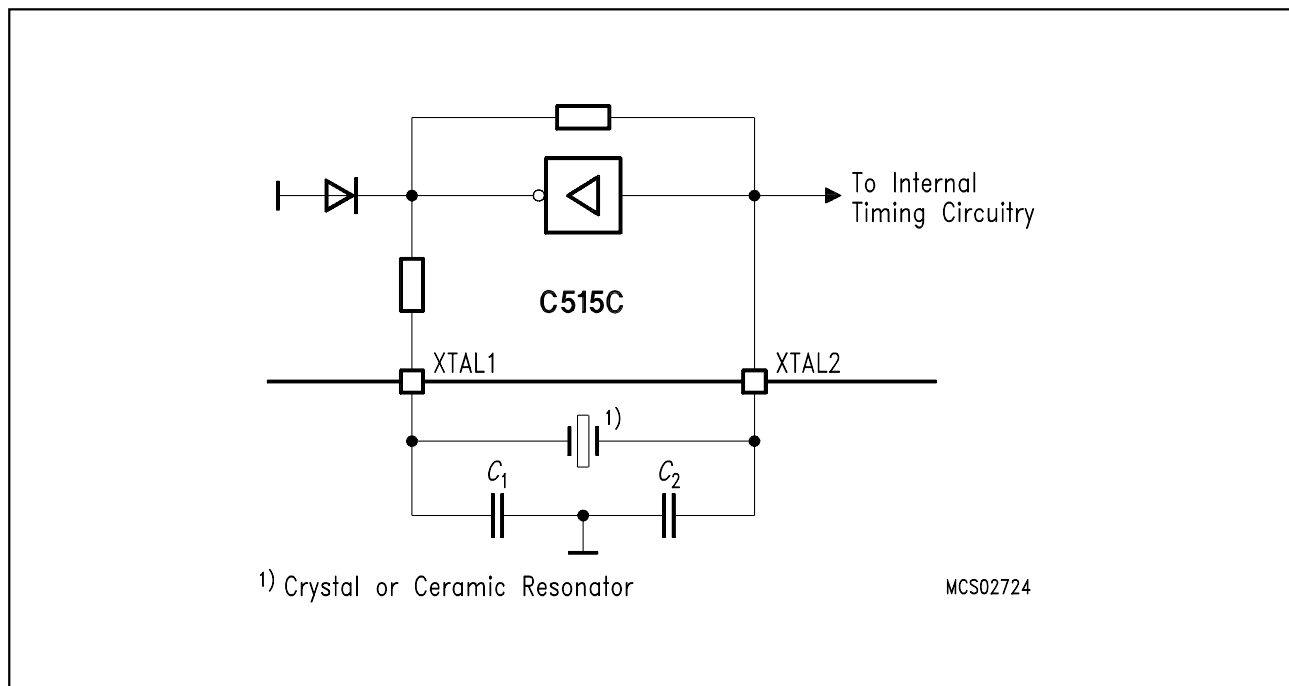 To Internal
Timing Circuitry
C515C
XTAL1
XTAL2
1)
C1
C2
1) Crystal or Ceramic Resonator
MCS02724